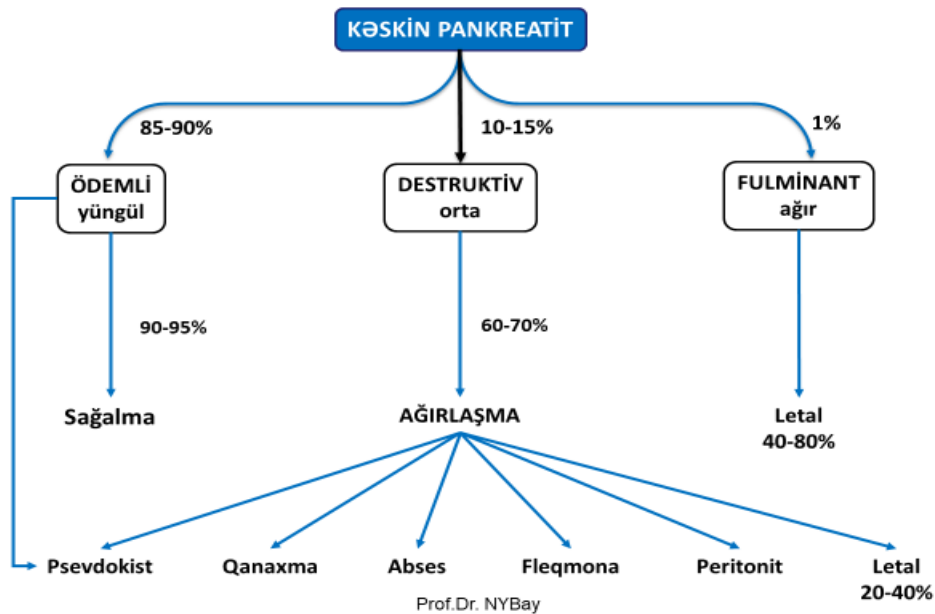 KƏSKİN PANKREATİT
85-90%
10-15%
1%
ÖDEMLİ
yüngül
DESTRUKTİV
orta
FULMİNANT
ağır
90-95%
60-70%
Sağalma
AĞIRLAŞMA
Letal
40-80%
Psevdokist
Qanaxma
Abses
Fleqmona
Peritonit
Letal
20-40%
Prof.Dr. NYBay